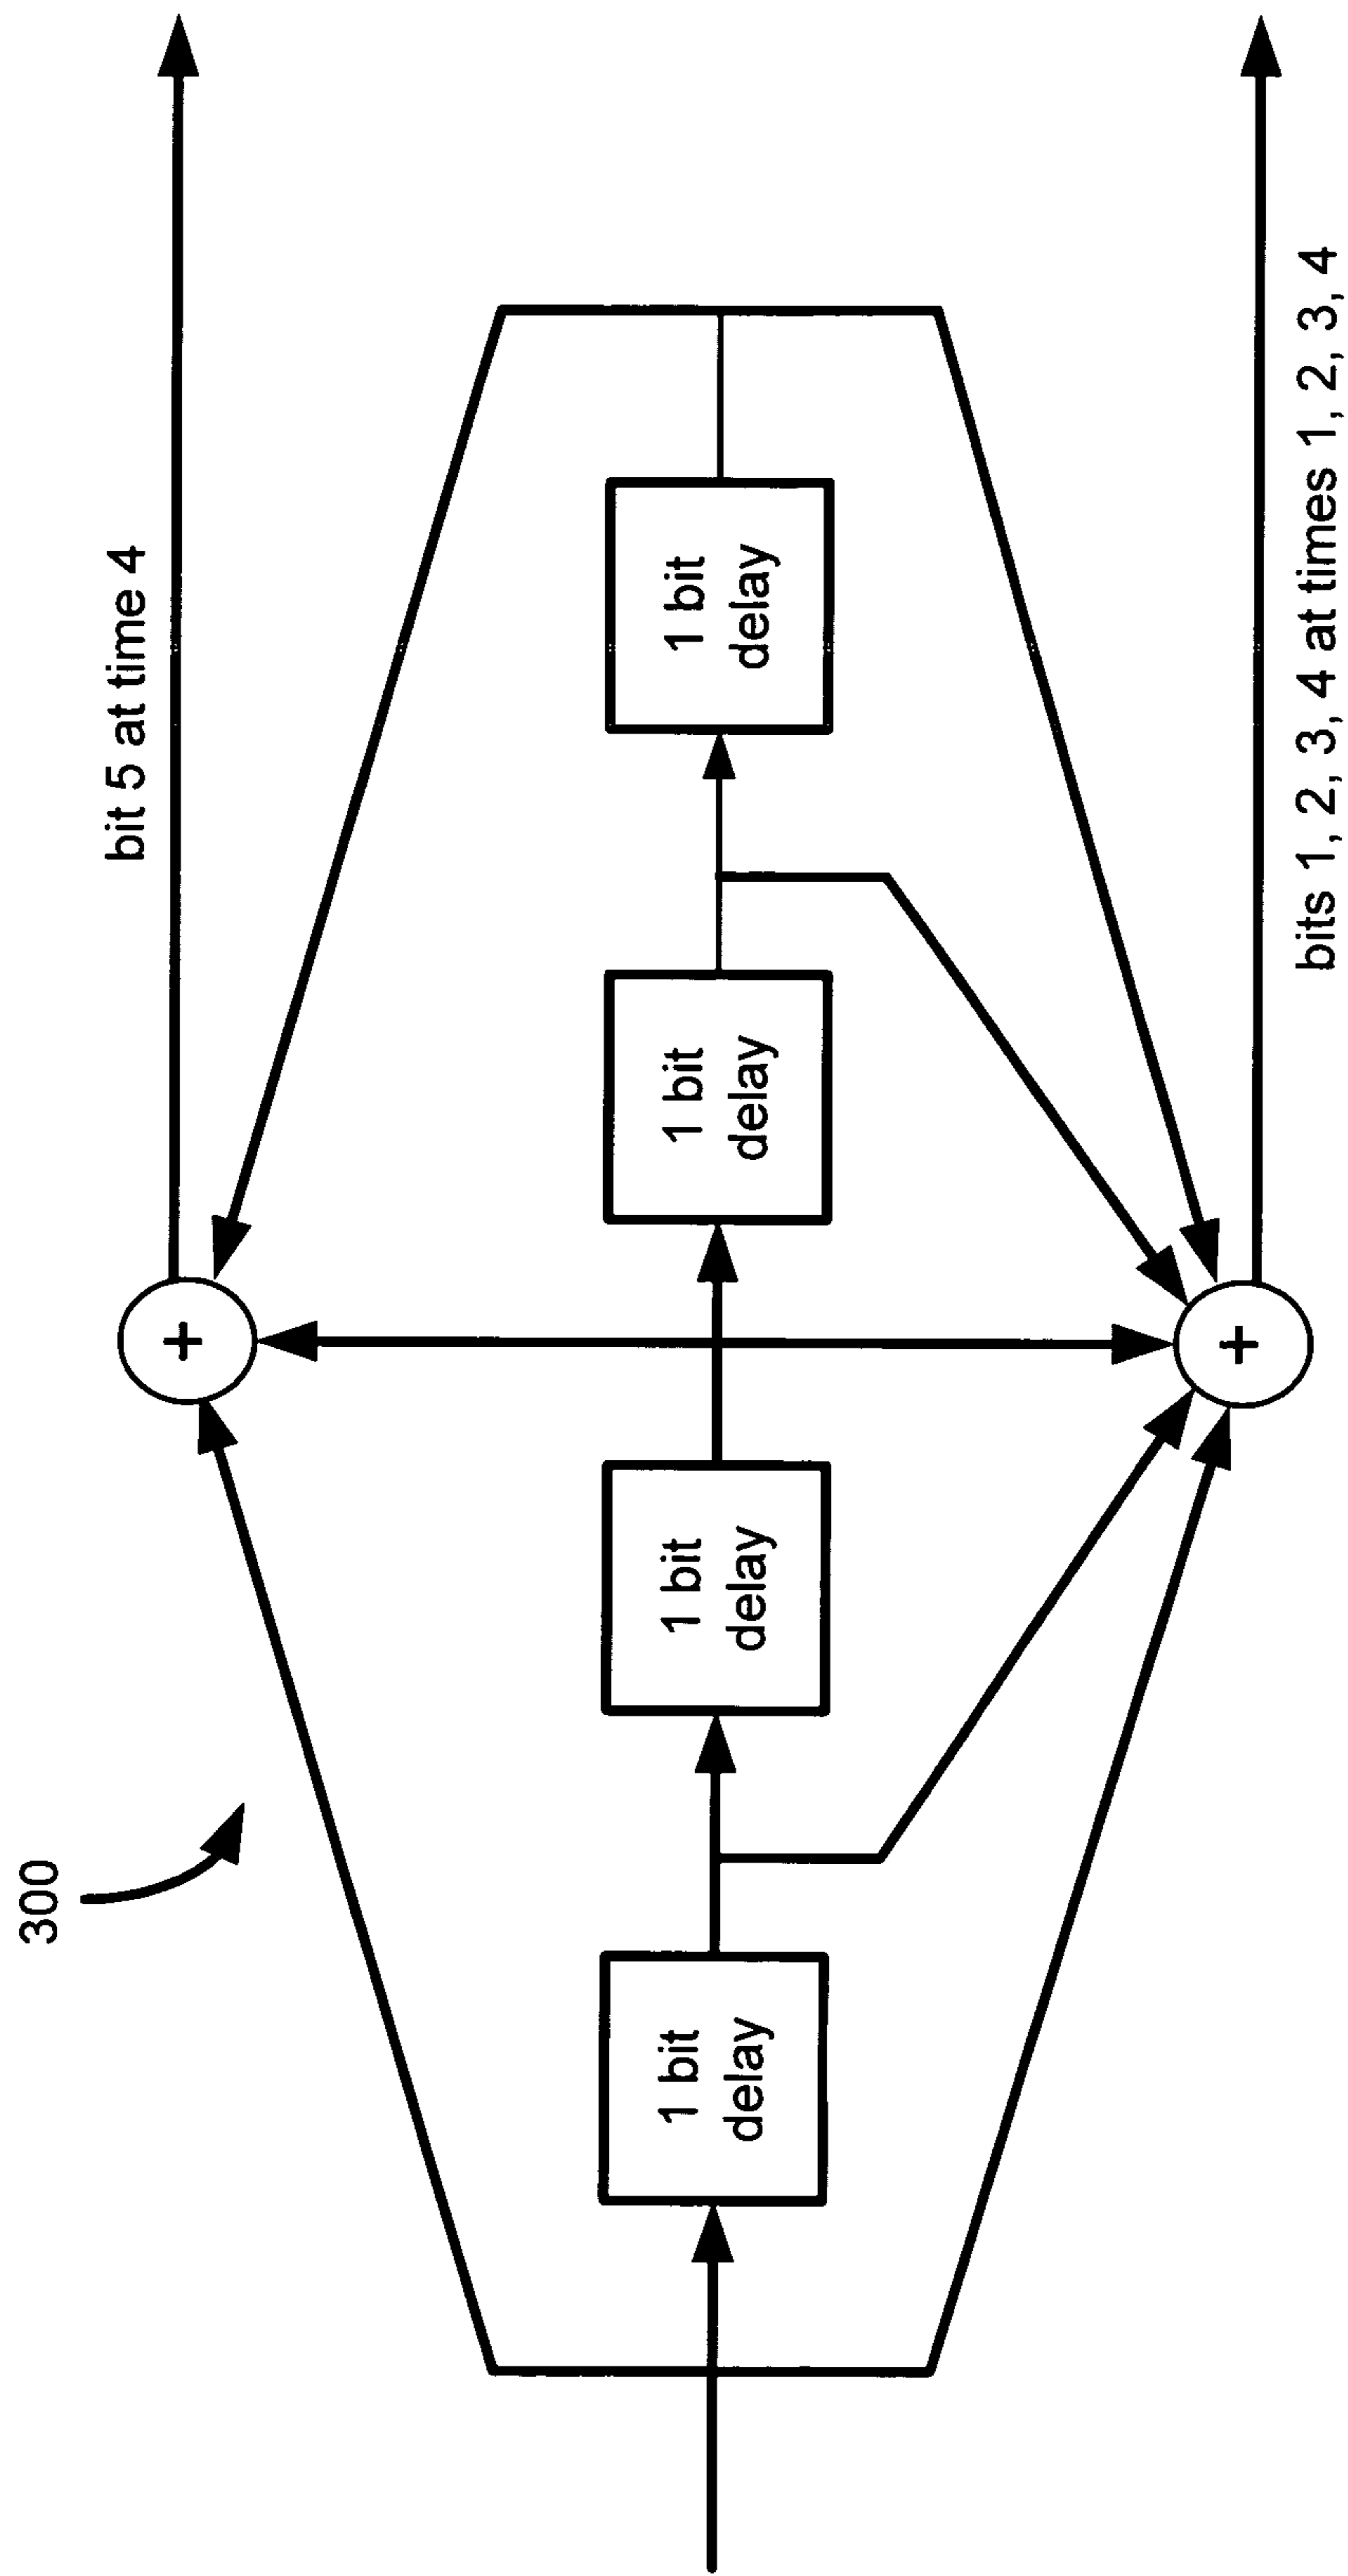 300
bit 5 at time 4
1 bit
delay
1 bit
delay
1 bit
delay
1 bit
delay
+
+
bits 1, 2, 3, 4 at times 1, 2, 3, 4